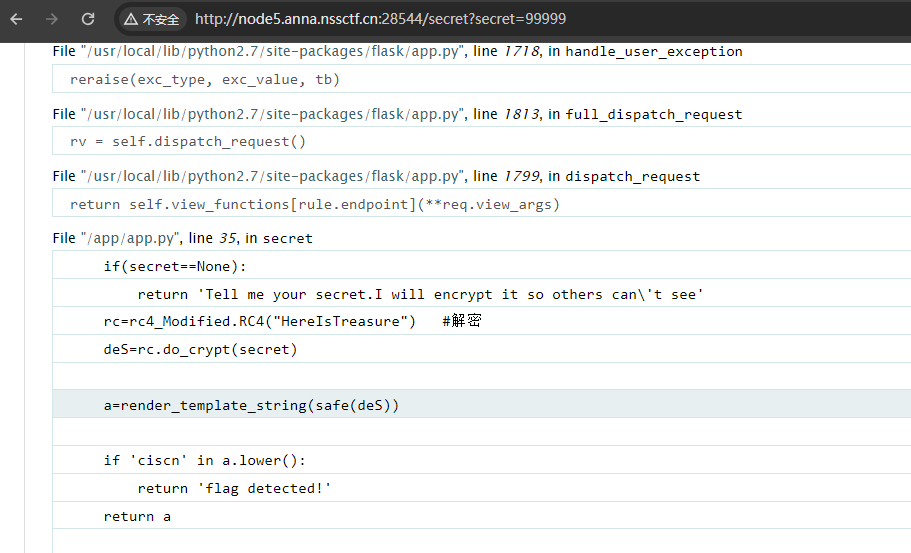 不安全 http://node5.anna.nssctf.cn:28544/secret?secret=99999
File "/usr/local/lib/python2.7/site-packages/flask/app.py", line 1718, in handle_user_exception
reraise(exc_type, exc_value, tb)
File "/usr/local/lib/python2.7/site-packages/flask/app.py", line 1813, in full_dispatch_request
rv = self.dispatch_request()
File "/usr/local/lib/python2.7/site-packages/flask/app.py", line 1799, in dispatch_request
return self.view_functions[rule.endpoint](**req.view_args)
File "/app/app.py", line 35, in secret
if(secret==None):
return 'Tell me your secret.I will encrypt it so others can\'t see'
rc=rc4_Modified.RC4("HereIsTreasure")   #解密
deS=rc.do_crypt(secret)
a=render_template_string(safe(deS))
if 'ciscn' in a.lower():
return 'flag detected!'
return a